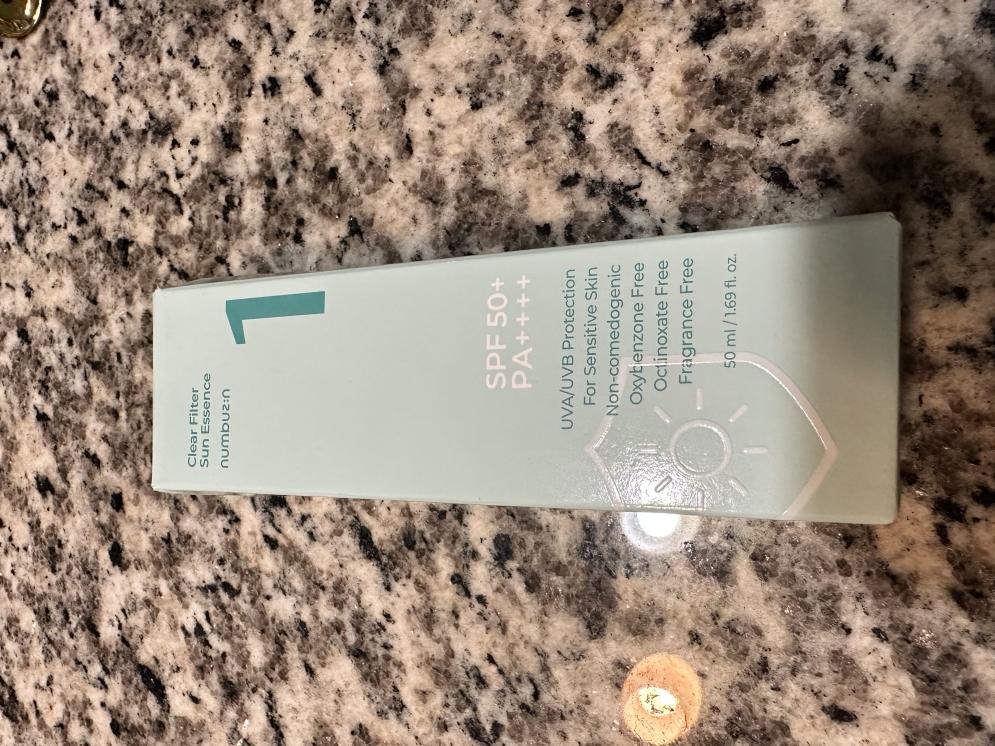 Clear Filter
Sun Essence
numbuz:n
1
SPF 50+
PA++++
UVA/UVB Protection
For Sensitive Skin
Non-comedogenic
Oxybenzone Free
Octinoxate Free
Fragrance Free
50 ml / 1.69 fl. oz.